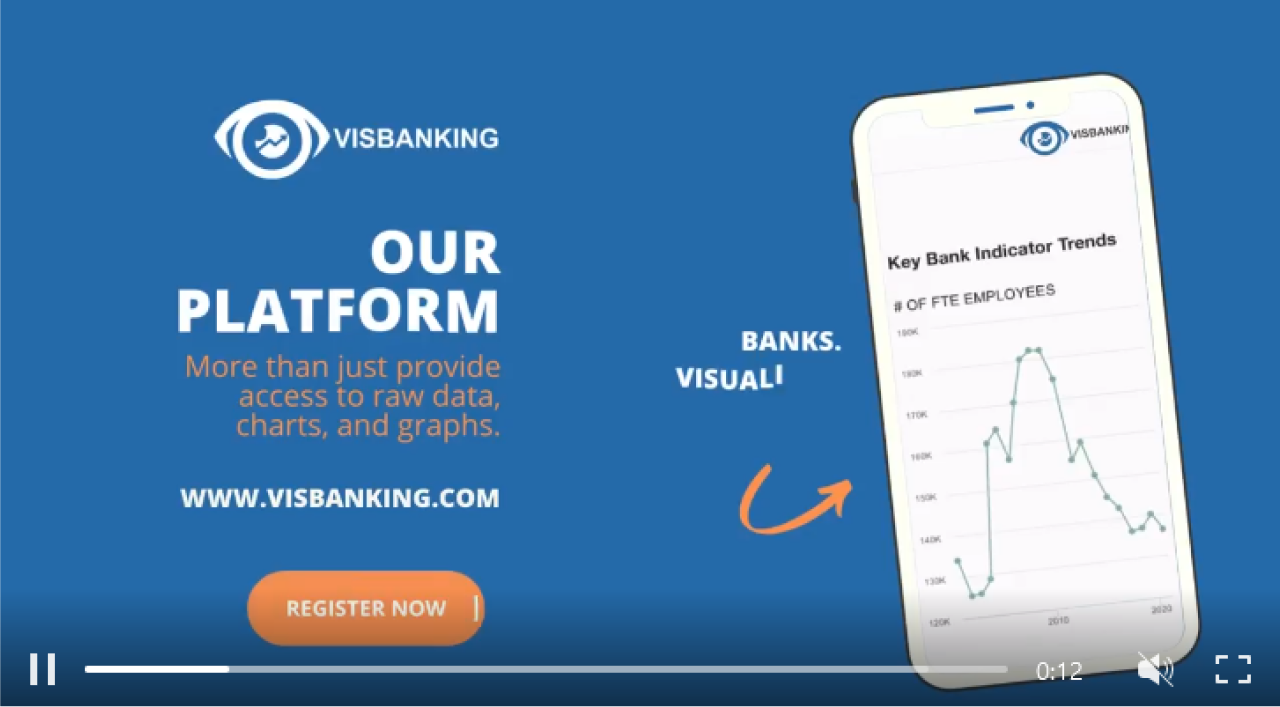 VISBANKING
OUR
PLATFORM
More than just provide
access to raw data,
charts, and graphs.
WWW.VISBANKING.COM
REGISTER NOW
BANKS.
VISUALI
VISBANKIN
Key Bank Indicator Trends
# OF FTE EMPLOYEES
190K
180K
170K
160K
150K
140K
130K
120K
2010
2020
0:12